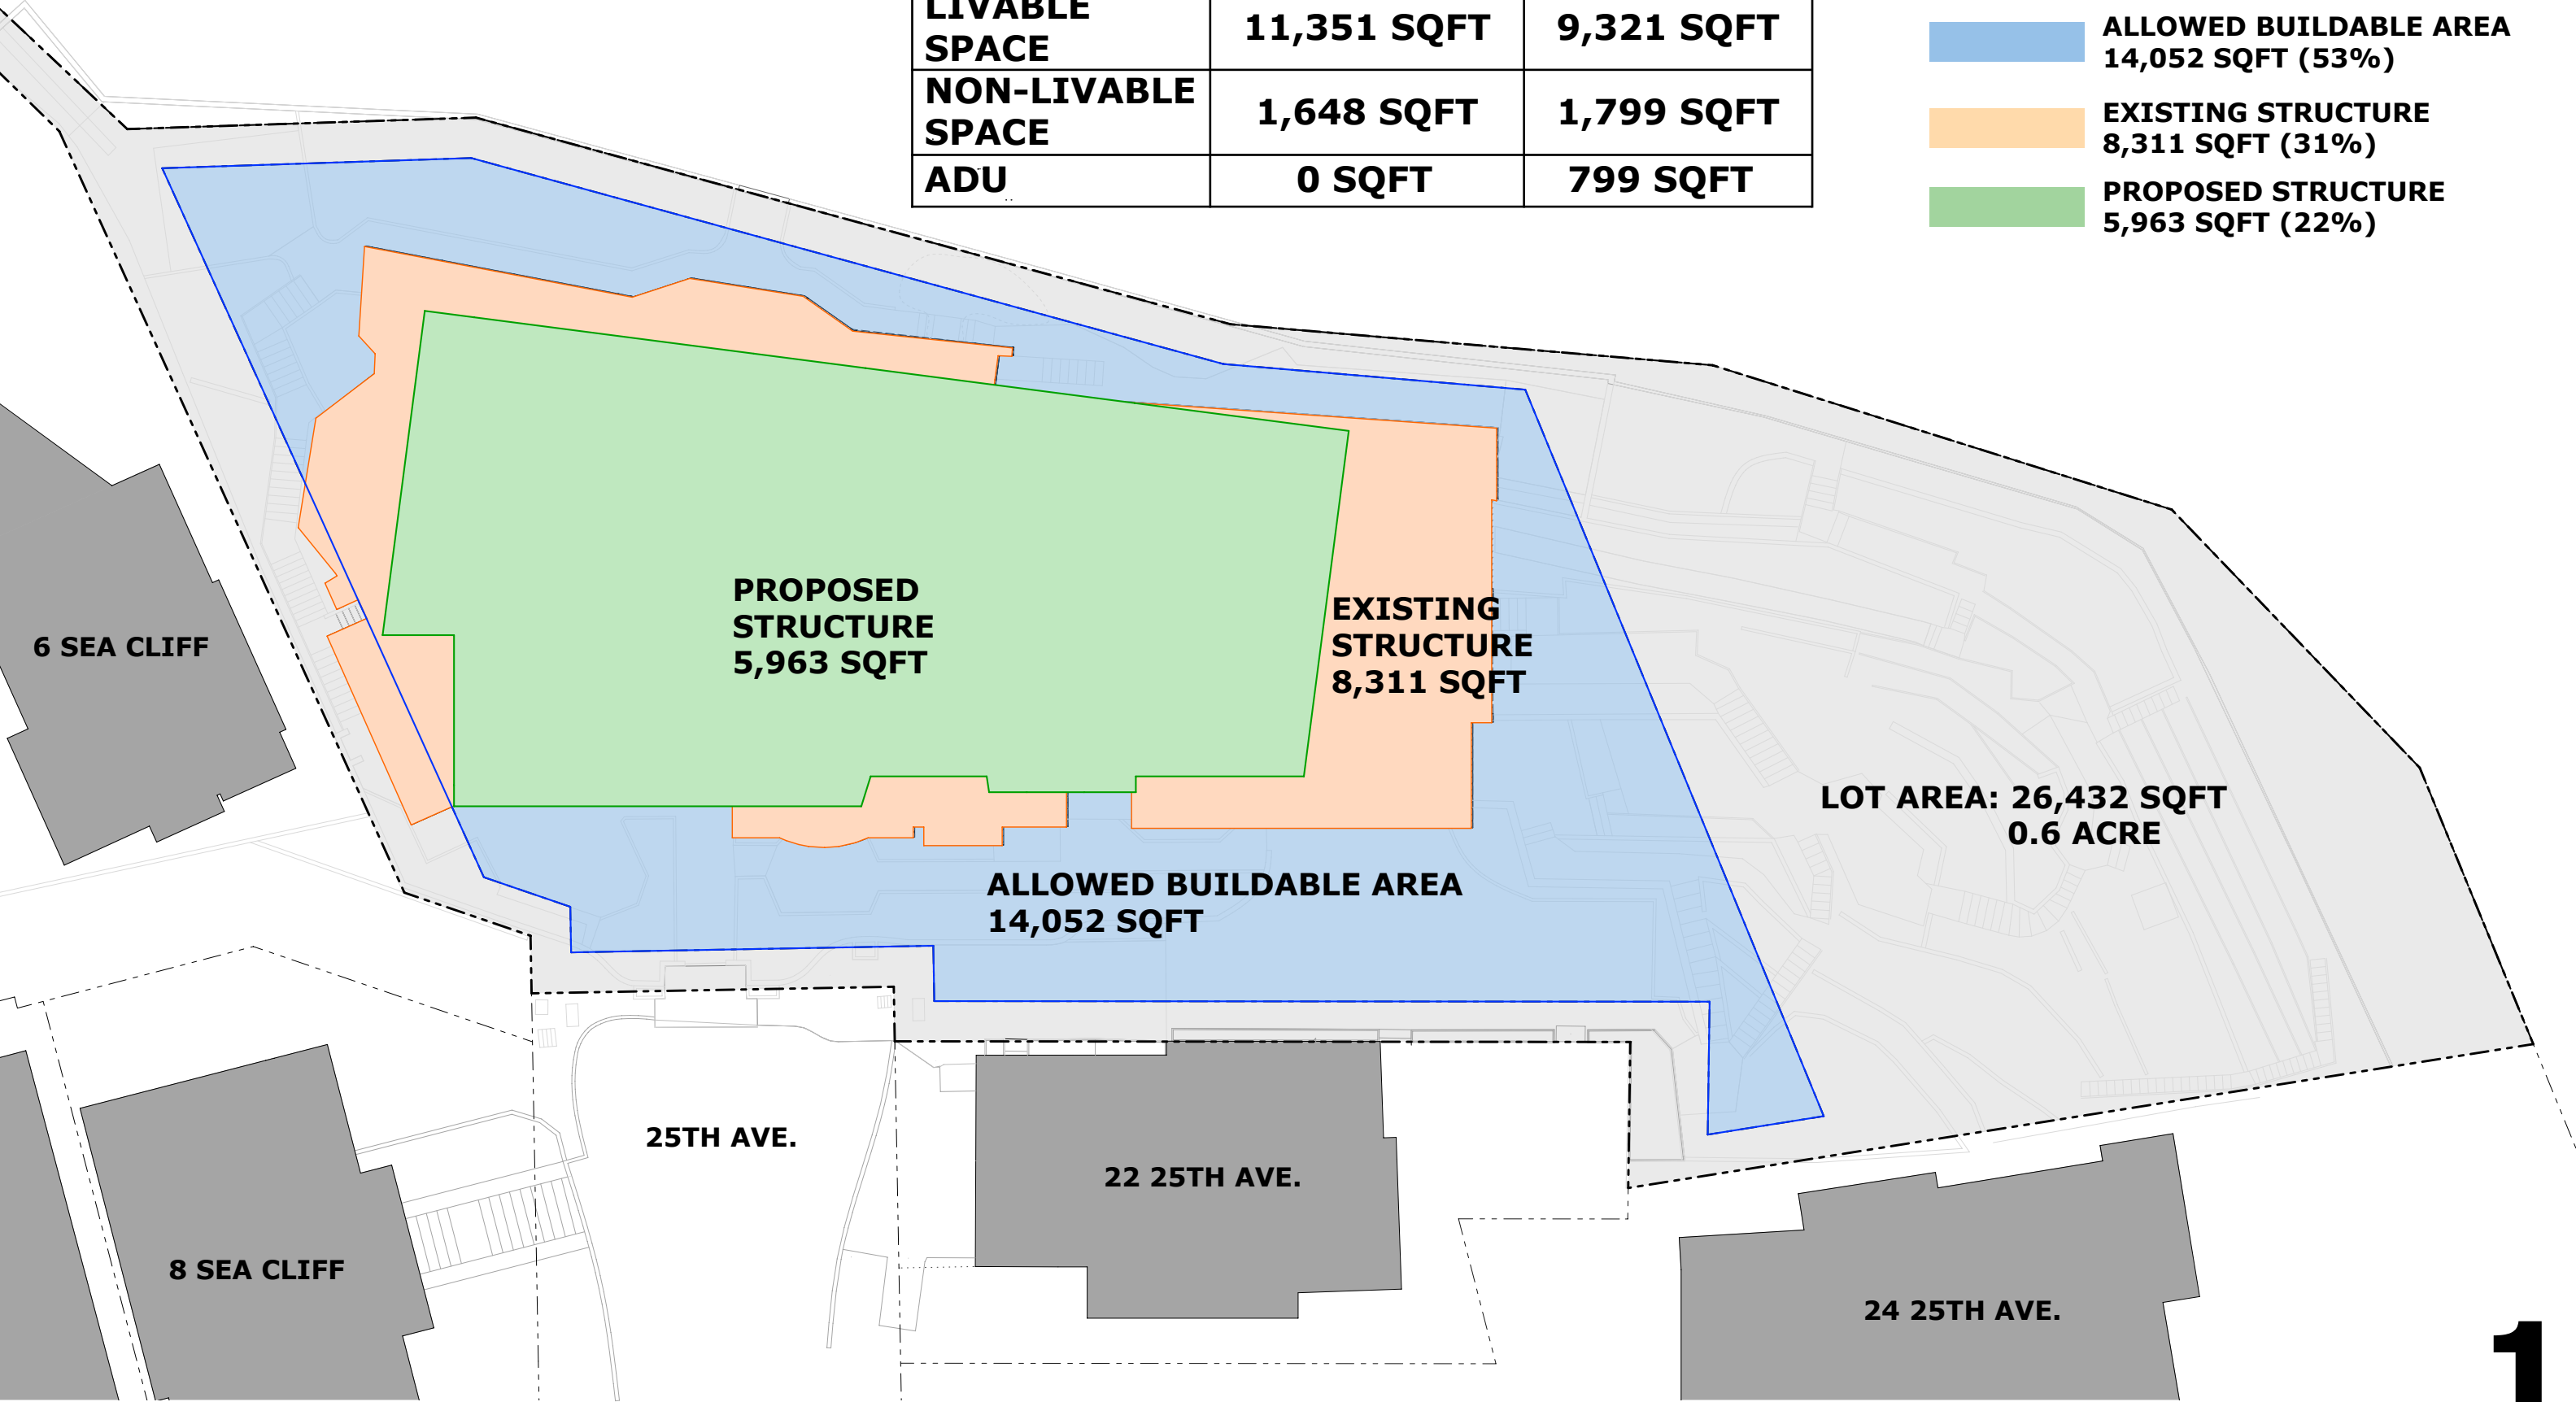 LIVABLE
SPACE
11,351 SQFT
9,321 SQFT
NON-LIVABLE
SPACE
1,648 SQFT
1,799 SQFT
ADU
0 SQFT
799 SQFT
ALLOWED BUILDABLE AREA
14,052 SQFT (53%)
EXISTING STRUCTURE
8,311 SQFT (31%)
PROPOSED STRUCTURE
5,963 SQFT (22%)
PROPOSED
STRUCTURE
5,963 SQFT
EXISTING
STRUCTURE
8,311 SQFT
6 SEA CLIFF
LOT AREA: 26,432 SQFT
0.6 ACRE
ALLOWED BUILDABLE AREA
14,052 SQFT
25TH AVE.
22 25TH AVE.
8 SEA CLIFF
24 25TH AVE.
1